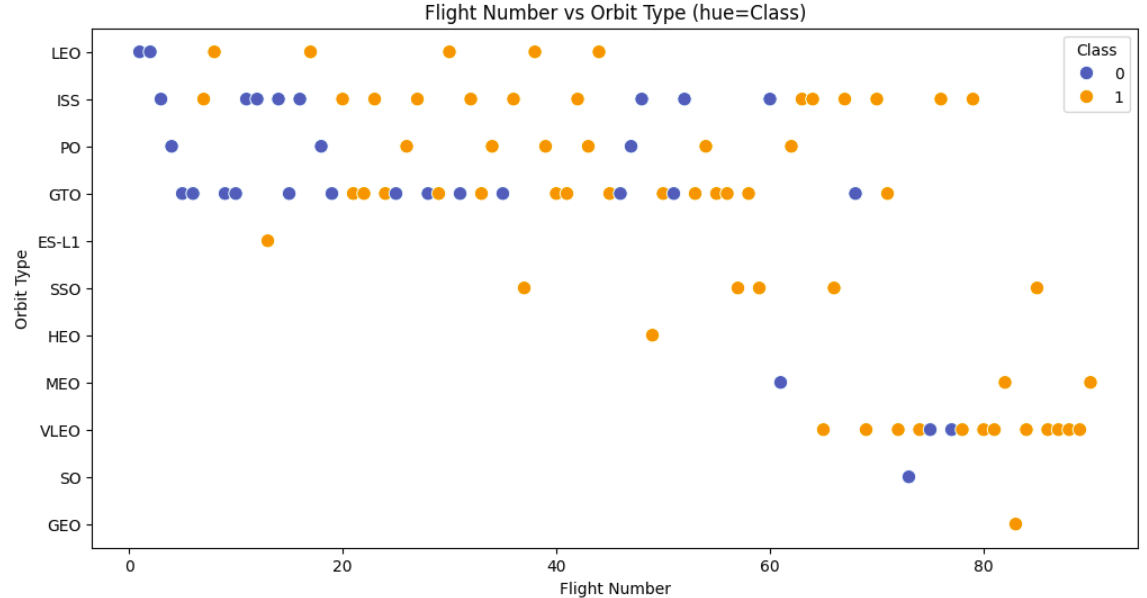 Flight Number vs Orbit Type (hue=Class)
Class
0
1
Orbit Type
LEO
ISS
PO
GTO
ES-L1
SSO
HEO
MEO
VLEO
SO
GEO
0 20 40 60 80
Flight Number